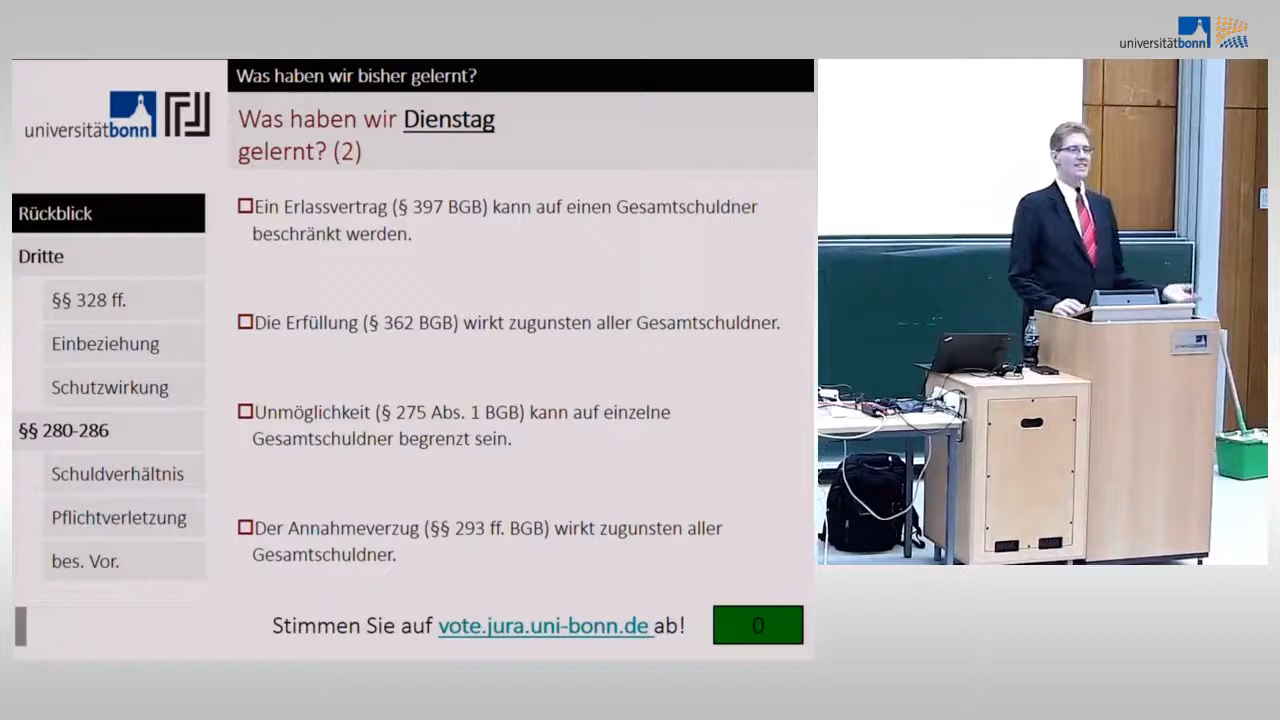 universitätbonn
Was haben wir bisher gelernt?
universitätbonn
Was haben wir Dienstag
gelernt? (2)
Rückblick
Dritte
§§ 328 ff.
Einbeziehung
Schutzwirkung
§§ 280-286
Schuldverhältnis
Pflichtverletzung
bes. Vor.
Ein Erlassvertrag (§ 397 BGB) kann auf einen Gesamtschuldner
beschränkt werden.
Die Erfüllung (§ 362 BGB) wirkt zugunsten aller Gesamtschuldner.
Unmöglichkeit (§ 275 Abs. 1 BGB) kann auf einzelne
Gesamtschuldner begrenzt sein.
Der Annahmeverzug (§§ 293 ff. BGB) wirkt zugunsten aller
Gesamtschuldner.
Stimmen Sie auf vote.jura.uni-bonn.de ab!
0